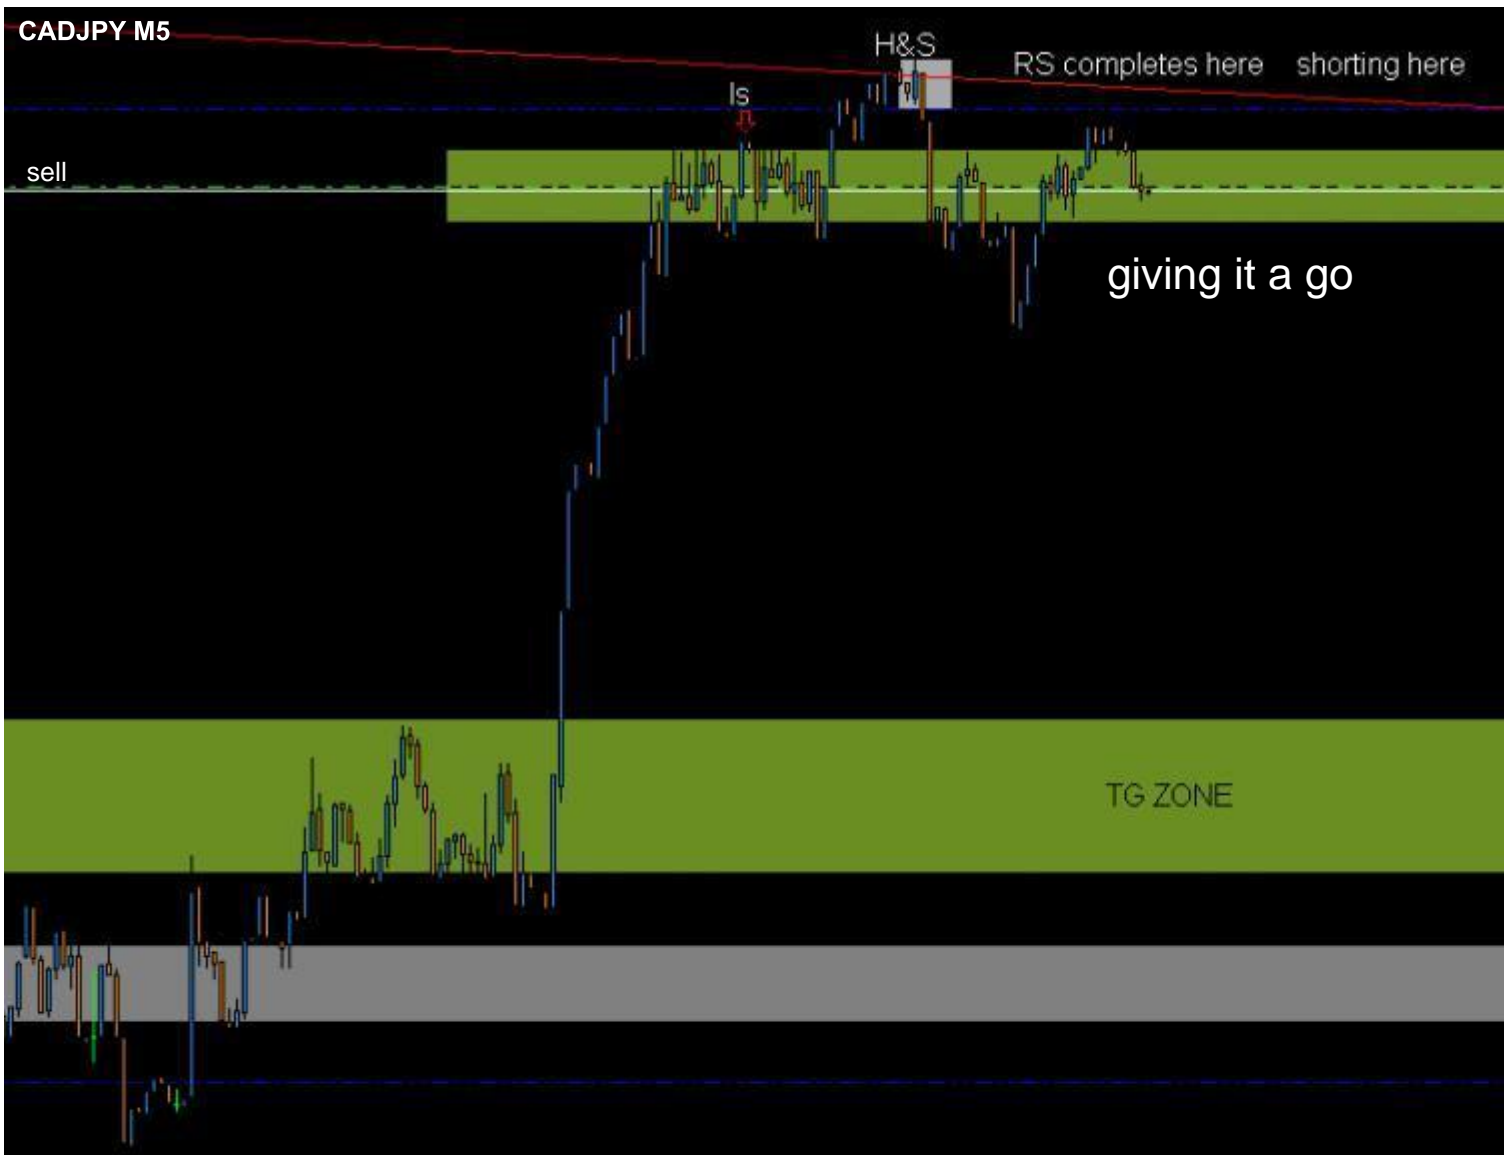 CADJPY M5
H&S
RS completes here shorting here
ls
sell
giving it a go
TG ZONE